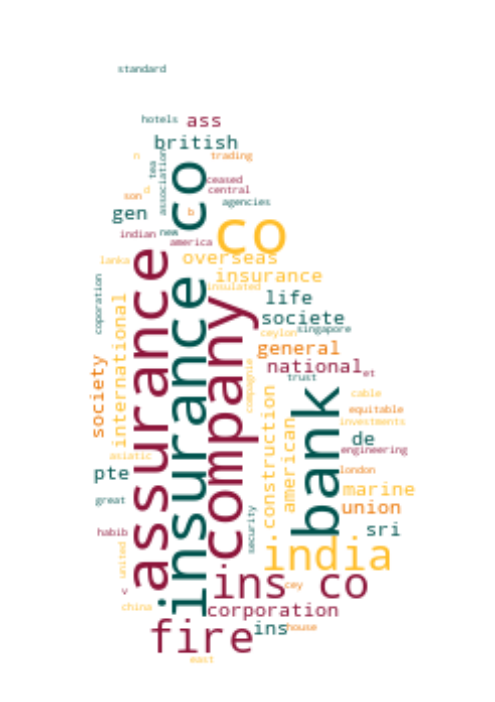 standard
hotels
ass
british
n
trading
tea
association
ceased
son
d
central
co
agencies
gen
b
indian
new
america
co
lanka
overseas
insurance
coporation
insulated
international
life
assurance
insurance co
company
societe
ceylon
singapore
society
general
compagnie
national
et
trust
construction
american
bank
cable
equitable
investments
de
engineering
asiatic
pte
london
marine
great
union
security
sri
habib
india
united
v
ins co
cey
china
corporation
fire
ins
house
east